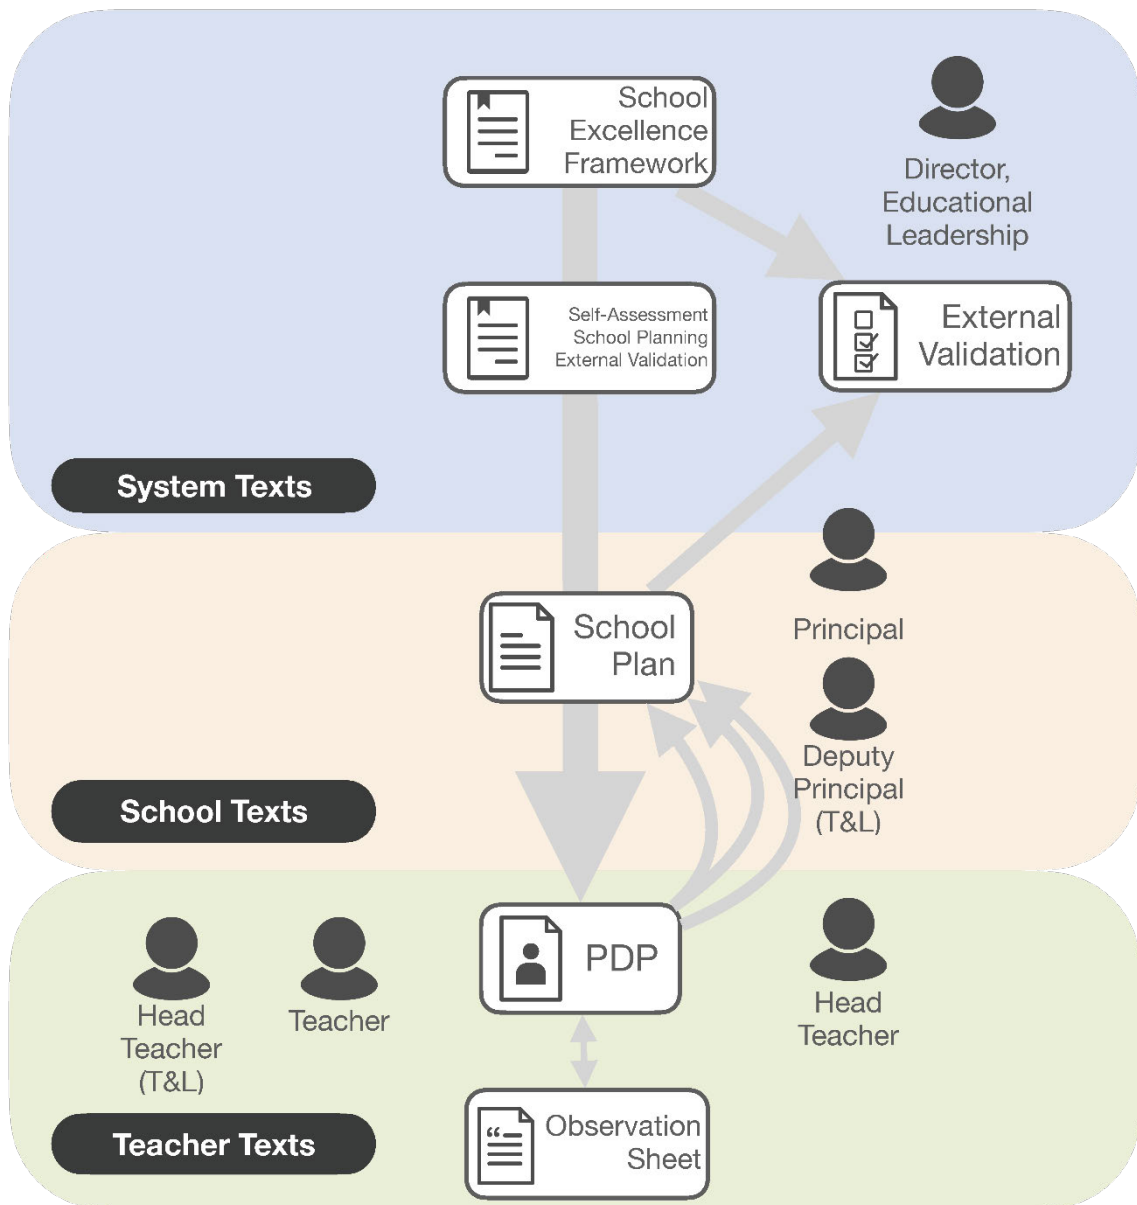 School
Excellence
Framework
Director,
Educational
Leadership
Self-Assessment
School Planning
External Validation
External
Validation
System Texts
School
Plan
Principal
Deputy
Principal
(T&L)
School Texts
PDP
Head
Teacher
(T&L)
Teacher
Head
Teacher
Observation
Sheet
Teacher Texts